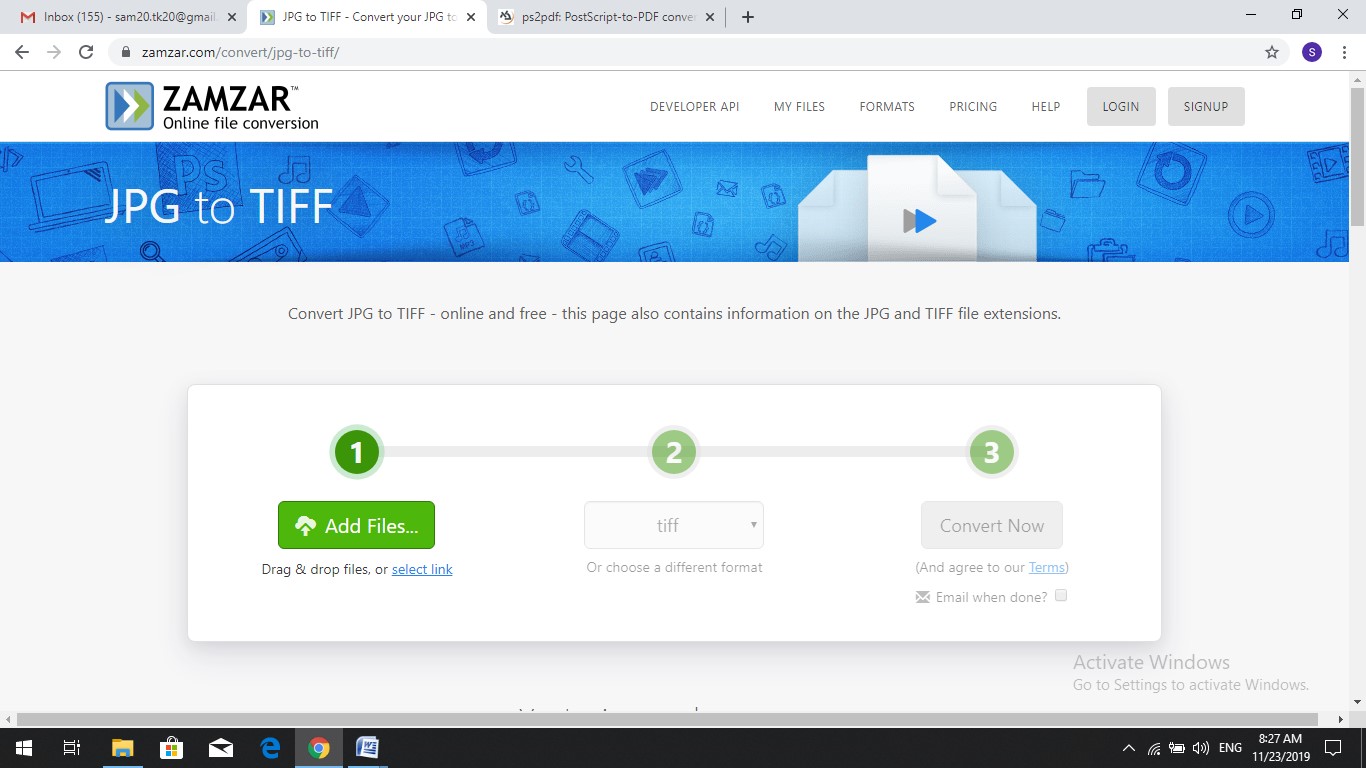 Inbox (155) - sam20.tk20@gmail
JPG to TIFF - Convert your JPG to
ps2pdf: PostScript-to-PDF conver
zamzar.com/convert/jpg-to-tiff/
S
ZAMZAR™
Online file conversion
DEVELOPER API MY FILES FORMATS PRICING HELP LOGIN SIGNUP
PS
MP3
JPG to TIFF
Convert JPG to TIFF - online and free - this page also contains information on the JPG and TIFF file extensions.
1 2 3
Add Files... tiff Convert Now
Drag & drop files, or select link Or choose a different format (And agree to our Terms)
Email when done?
Activate Windows
Go to Settings to activate Windows.
ENG
8:27 AM
11/23/2019